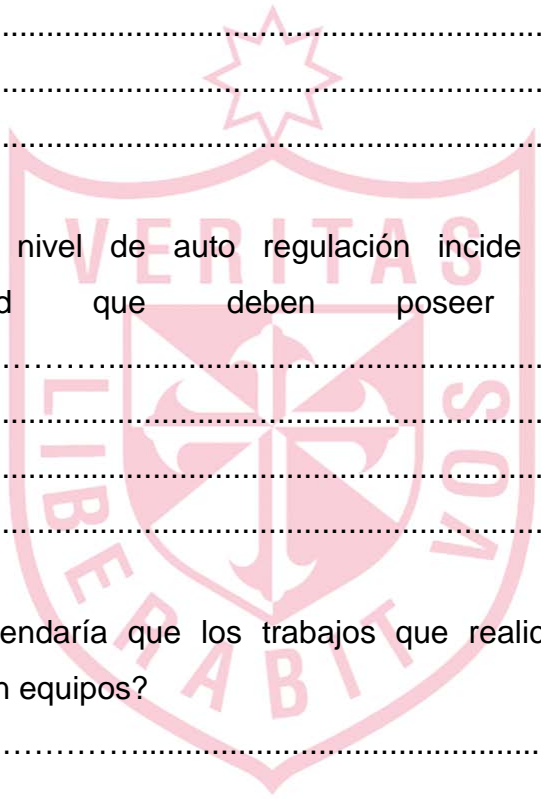 ................................................................
................................................................
................................................................
nivel de auto regulación incide
d que deben poseer
................................................................
................................................................
................................................................
................................................................
endaría que los trabajos que realic
n equipos?
................................................................
VERITAS
LIBERABIT
VOS